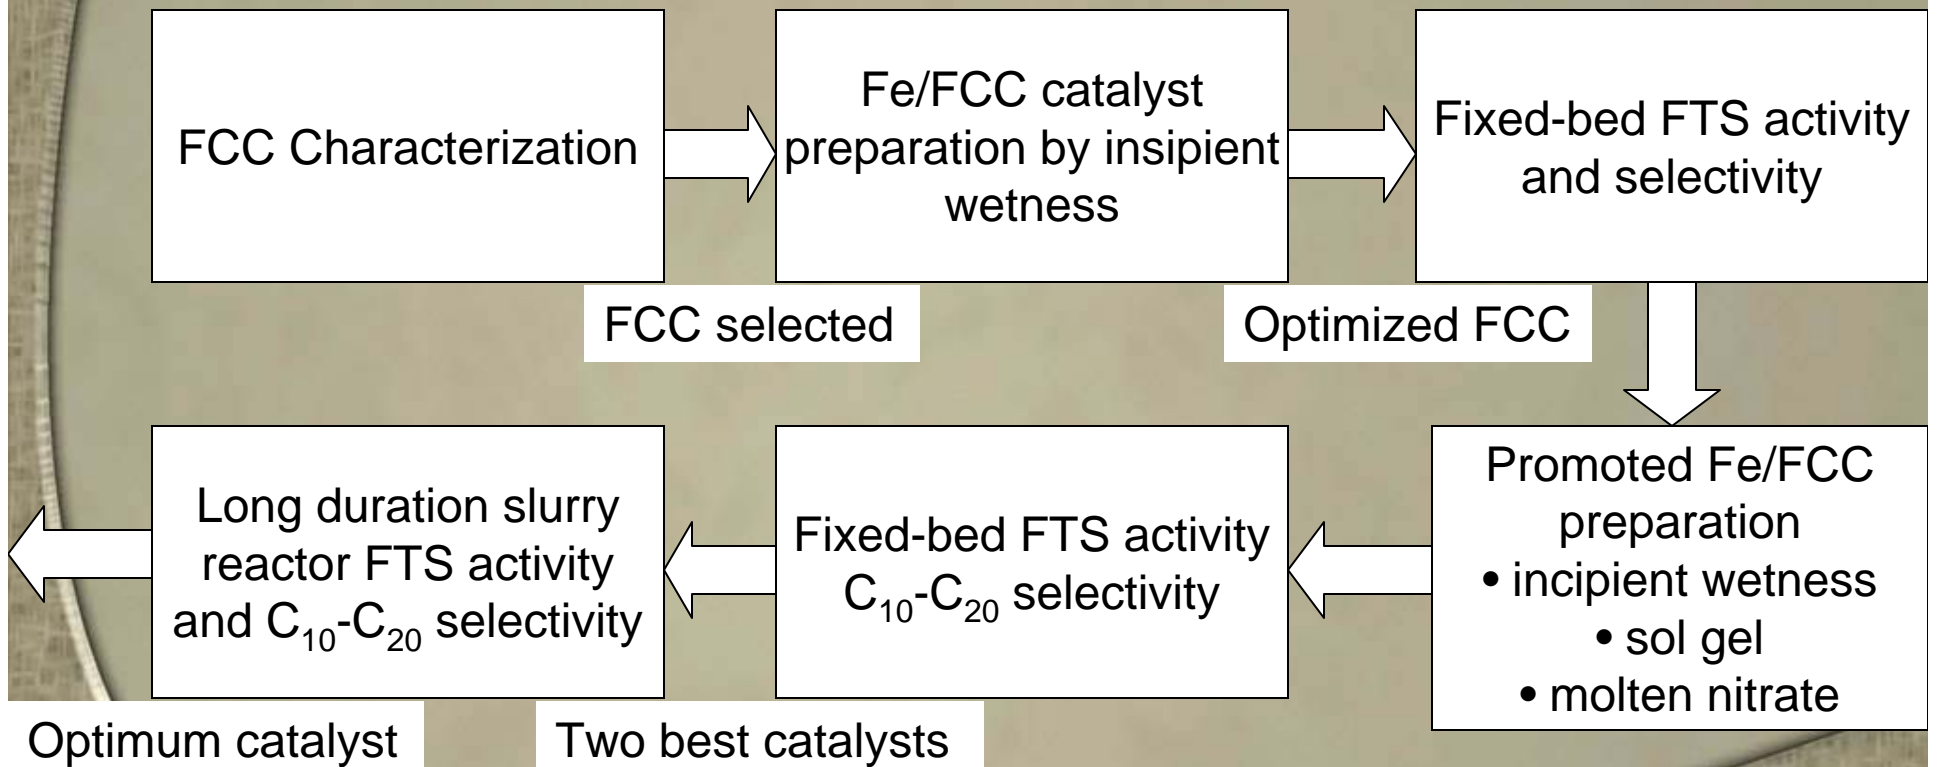 FCC Characterization
Fe/FCC catalyst
preparation by insipient
wetness
Fixed-bed FTS activity
and selectivity
FCC selected
Optimized FCC
Promoted Fe/FCC
preparation
• incipient wetness
• sol gel
• molten nitrate
Fixed-bed FTS activity
C₁₀-C₂₀ selectivity
Long duration slurry
reactor FTS activity
and C₁₀-C₂₀ selectivity
Two best catalysts
Optimum catalyst